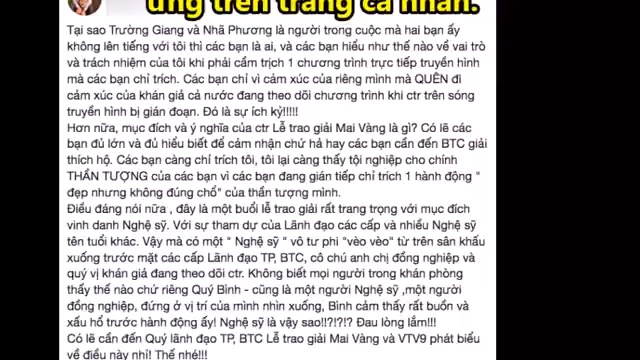 ứng trên trang cá nhân.
Tại sao Trường Giang và Nhã Phương là người trong cuộc mà hai bạn ấy
không lên tiếng với tôi thì các bạn là ai, và các bạn hiểu như thế nào về vai trò
và trách nhiệm của tôi khi phải cầm trịch 1 chương trình trực tiếp truyền hình
mà các bạn chỉ trích. Các bạn chỉ vì cảm xúc của riêng mình mà QUÊN đi
cảm xúc của khán giả cả nước đang theo dõi chương trình khi ctr trên sóng
truyền hình bị gián đoạn. Đó là sự ích kỷ!!!!!
Hơn nữa, mục đích và ý nghĩa của ctr Lễ trao giải Mai Vàng là gì? Có lẽ các
bạn đủ lớn và đủ hiểu biết để cảm nhận chứ hả hay các bạn cần đến BTC giải
thích hộ. Các bạn càng chỉ trích tôi, tôi lại càng thấy tội nghiệp cho chính
THẦN TƯỢNG của các bạn vì các bạn đang gián tiếp chỉ trích 1 hành động "
đẹp nhưng không đúng chổ" của thần tượng mình.
Điều đáng nói nữa , đây là một buổi lễ trao giải rất trang trọng với mục đích
vinh danh Nghệ sỹ. Với sự tham dự của Lãnh đạo các cấp và nhiều Nghệ sỹ
tên tuổi khác. Vậy mà có một " Nghệ sỹ " vô tư phi "vèo vèo" từ trên sân khấu
xuống trước mặt các cấp Lãnh đạo TP, BTC, cô chú anh chị đồng nghiệp và
quý vị khán giả đang theo dõi ctr. Không biết mọi người trong khán phòng
thấy thế nào chứ riêng Quý Bình - cũng là một người Nghệ sỹ ,một người
đồng nghiệp, đứng ở vị trí của mình nhìn xuống, Bình cảm thấy rất buồn và
xấu hổ trước hành động ấy! Nghệ sĩ là vậy sao!!?!?!? Đau lòng lắm!!!
Có lẽ cần đến Quý lãnh đạo TP, BTC Lễ trao giải Mai Vàng và VTV9 phát biểu
về điều này nhỉ! Thế nhé!!!